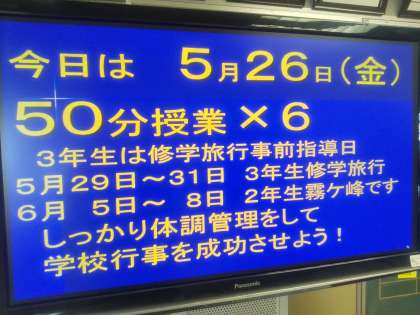 今日は 5月26日(金)
50分授業×6
3年生は修学旅行事前指導日
5月29日~31日 3年生修学旅行
6月 5日~ 8日 2年生霧ケ峰です
しっかり体調管理をして
学校行事を成功させよう!
Panasonic